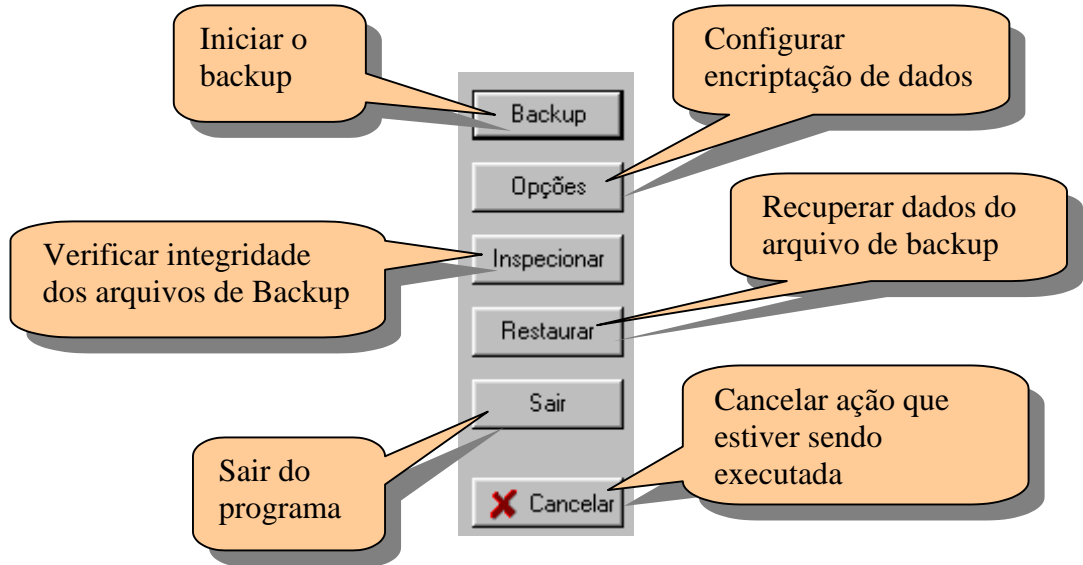 Iniciar o
backup
Configurar
encriptação de dados
Backup
Opções
Recuperar dados do
arquivo de backup
Verificar integridade
dos arquivos de Backup
Inspecionar
Restaurar
Sair
Cancelar ação que
estiver sendo
executada
Sair do
programa
Cancelar